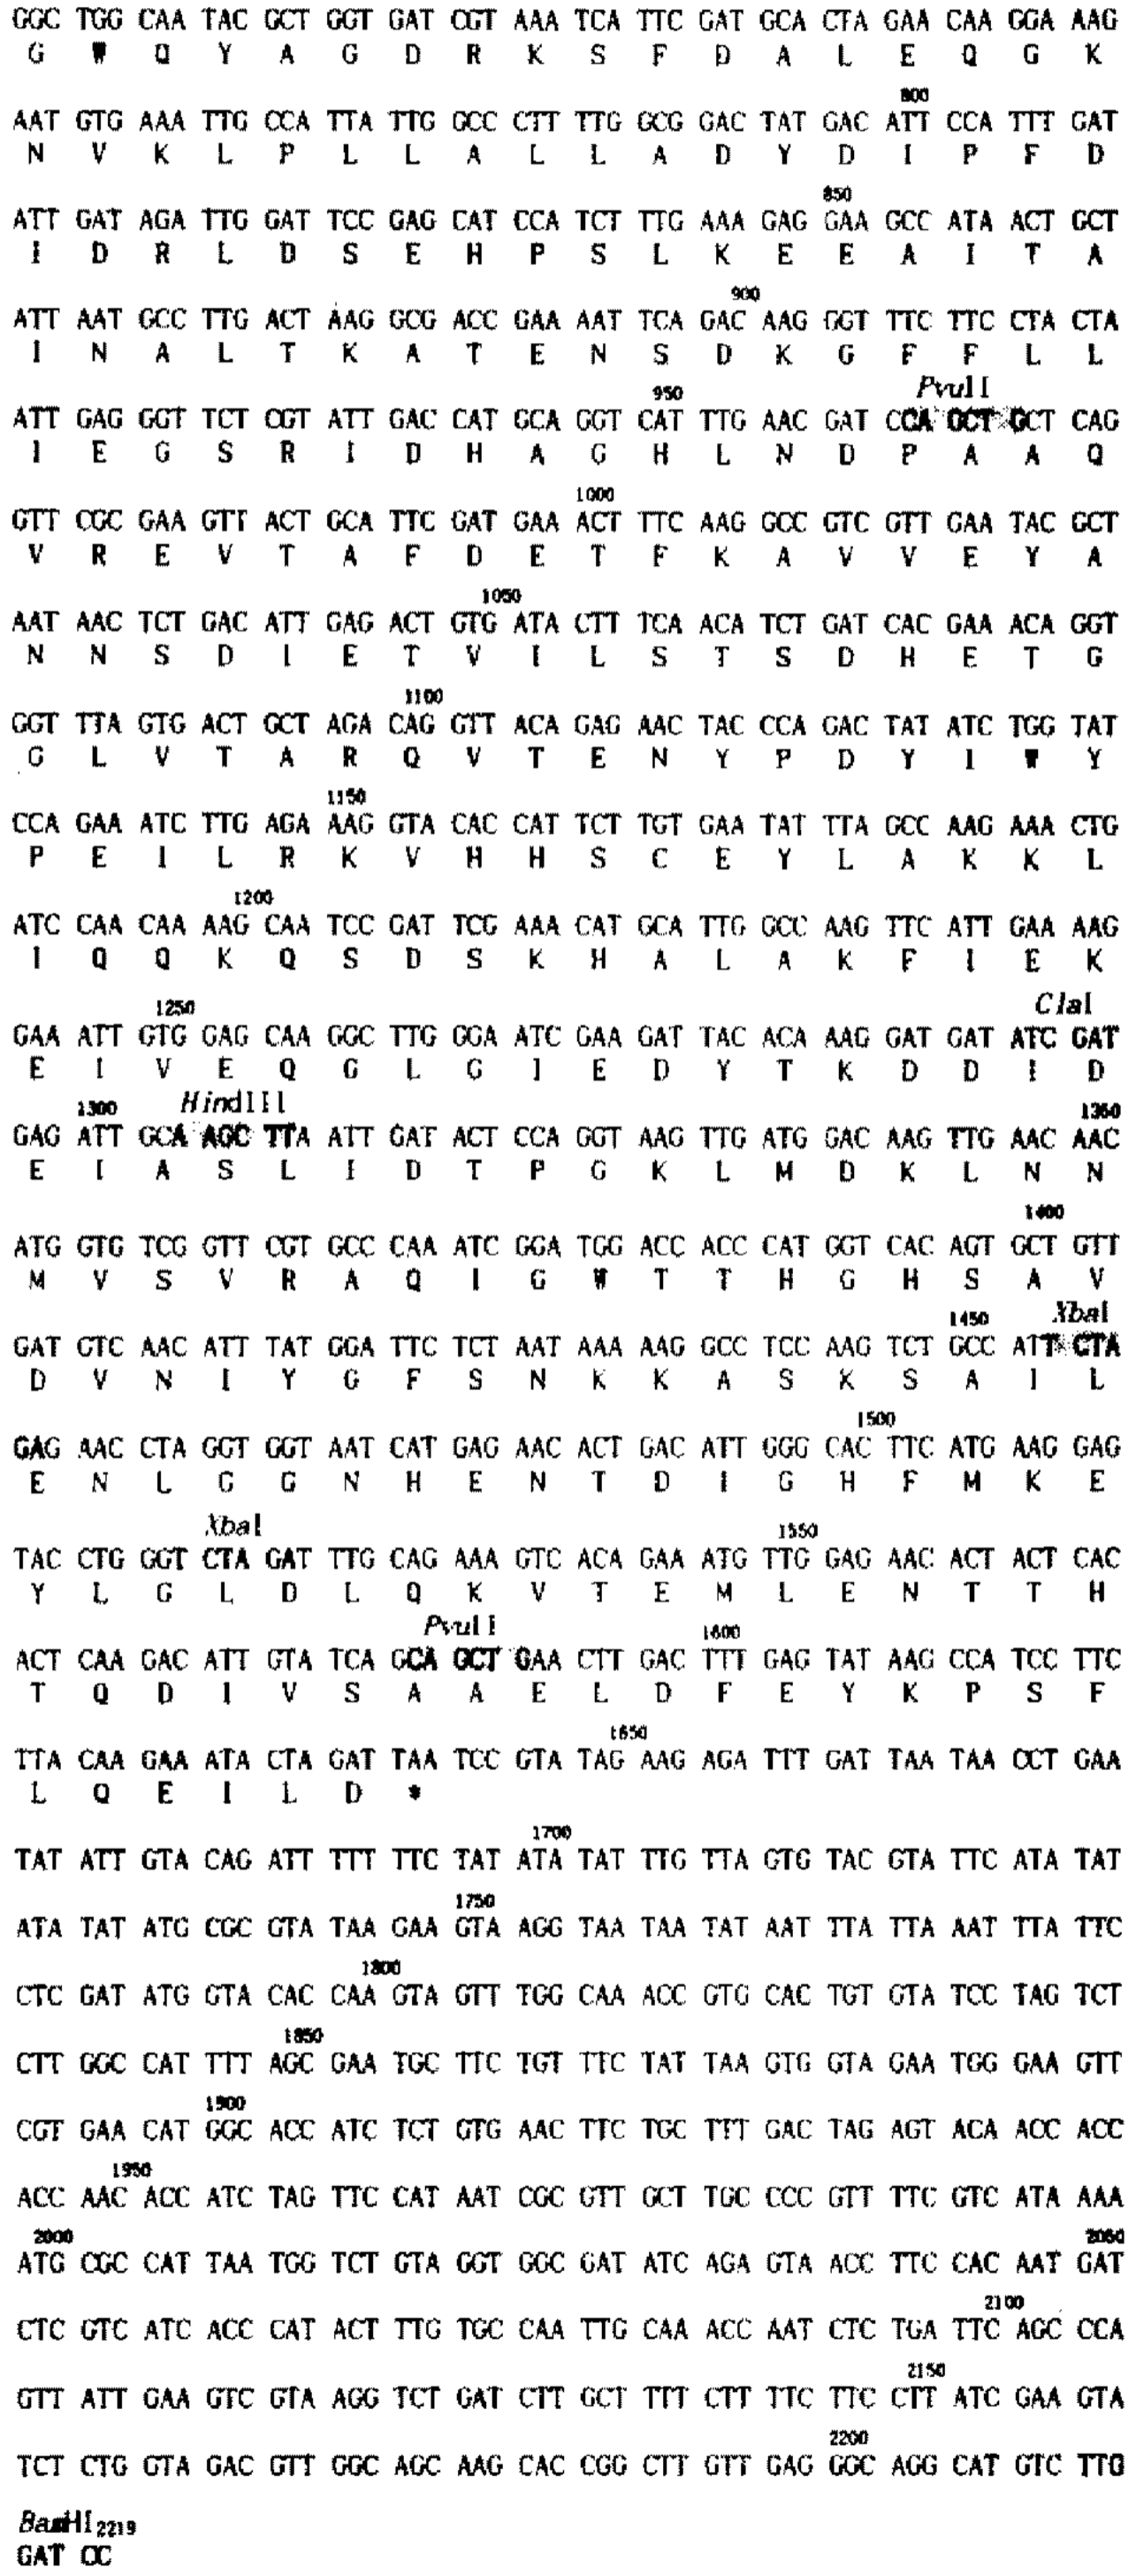 GGC TGG CAA TAC GCT GGT GAT CGT AAA TCA TTC GAT GCA CTA GAA CAA GGA AAG
G W Q Y A G D R K S F D A L E Q G K
800
AAT GTG AAA TTG CCA TTA TTG GCC CTT TTG GCG GAC TAT GAC ATT CCA TTT GAT
N V K L P L L A L L A D Y D I P F D
850
ATT GAT AGA TTG GAT TCC GAG CAT CCA TCT TTG AAA GAG GAA GCC ATA ACT GCT
I D R L D S E H P S L K E E A I T A
900
ATT AAT GCC TTG ACT AAG GCG ACC GAA AAT TCA GAC AAG GGT TTC TTC CTA CTA
I N A L T K A T E N S D K G F F L L
950 PvuII
ATT GAG GGT TCT CGT ATT GAC CAT GCA GGT CAT TTG AAC GAT CCA GCT GCT CAG
I E G S R I D H A G H L N D P A A Q
1000
GTT CGC GAA GTT ACT GCA TTC GAT GAA ACT TTC AAG GCC GTC GTT GAA TAC GCT
V R E V T A F D E T F K A V V E Y A
1050
AAT AAC TCT GAC ATT GAG ACT GTG ATA CTT TCA ACA TCT GAT CAC GAA ACA GGT
N N S D I E T V I L S T S D H E T G
1100
GGT TTA GTG ACT GCT AGA CAG GTT ACA GAG AAC TAC CCA GAC TAT ATC TGG TAT
G L V T A R Q V T E N Y P D Y I W Y
1150
CCA GAA ATC TTG AGA AAG GTA CAC CAT TCT TGT GAA TAT TTA GCC AAG AAA CTG
P E I L R K V H H S C E Y L A K K L
1200
ATC CAA CAA AAG CAA TCC GAT TCG AAA CAT GCA TTG GCC AAG TTC ATT GAA AAG
I Q Q K Q S D S K H A L A K F I E K
1250 ClaI
GAA ATT GTG GAG CAA GGC TTG GGA ATC GAA GAT TAC ACA AAG GAT GAT ATC GAT
E I V E Q G L G I E D Y T K D D I D
1300 HindIII 1350
GAG ATT GCA AGC TTA ATT GAT ACT CCA GGT AAG TTG ATG GAC AAG TTG AAC AAC
E I A S L I D T P G K L M D K L N N
1400
ATG GTG TCG GTT CGT GCC CAA ATC GGA TGG ACC ACC CAT GGT CAC AGT GCT GTT
M V S V R A Q I G W T T H G H S A V
1450 XbaI
GAT GTC AAC ATT TAT GGA TTC TCT AAT AAA AAG GCC TCC AAG TCT GCC ATT CTA
D V N I Y G F S N K K A S K S A I L
1500
GAG AAC CTA GGT GGT AAT CAT GAG AAC ACT GAC ATT GGG CAC TTC ATG AAG GAG
E N L G G N H E N T D I G H F M K E
XbaI 1550
TAC CTG GGT CTA GAT TTG CAG AAA GTC ACA GAA ATG TTG GAG AAC ACT ACT CAC
Y L G L D L Q K V T E M L E N T T H
PvuII 1600
ACT CAA GAC ATT GTA TCA GCA GCT GAA CTT GAC TTT GAG TAT AAG CCA TCC TTC
T Q D I V S A A E L D F E Y K P S F
1650
TTA CAA GAA ATA CTA GAT TAA TCC GTA TAG AAG AGA TTT GAT TAA TAA CCT GAA
L Q E I L D *
1700
TAT ATT GTA CAG ATT TTT TTC TAT ATA TAT TTG TTA GTG TAC GTA TTC ATA TAT
1750
ATA TAT ATG CGC GTA TAA GAA GTA AGG TAA TAA TAT AAT TTA TTA AAT TTA TTC
1800
CTC GAT ATG GTA CAC CAA GTA GTT TGG CAA ACC GTG CAC TGT GTA TCC TAG TCT
1850
CTT GGC CAT TTT AGC GAA TGC TTC TGT TTC TAT TAA GTG GTA GAA TGG GAA GTT
1900
CGT GAA CAT GGC ACC ATC TCT GTG AAC TTC TGC TTT GAC TAG AGT ACA ACC ACC
1950
ACC AAC ACC ATC TAG TTC CAT AAT CGC GTT GCT TGC CCC GTT TTC GTC ATA AAA
2000 2050
ATG CGC CAT TAA TGG TCT GTA GGT GGC GAT ATC AGA GTA ACC TTC CAC AAT GAT
2100
CTC GTC ATC ACC CAT ACT TTG TGC CAA TTG CAA ACC AAT CTC TGA TTC AGC CCA
2150
GTT ATT GAA GTC GTA AGG TCT GAT CTT GCT TTT CTT TTC TTC CTT ATC GAA GTA
2200
TCT CTG GTA GAC GTT GGC AGC AAG CAC CGG CTT GTT GAG GGC AGG CAT GTC TTG
BamHI2219
GAT CC